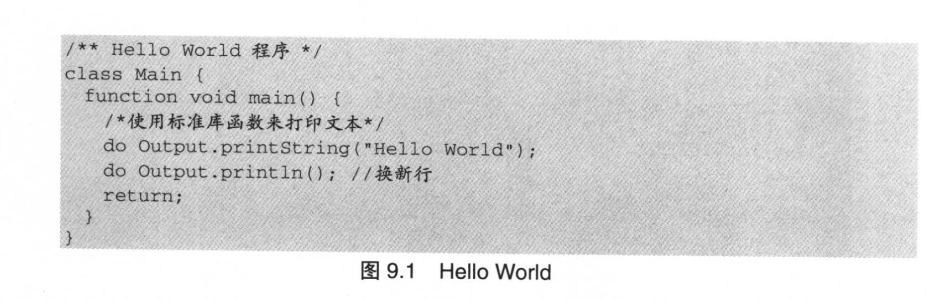 /** Hello World 程序 */
class Main {
function void main() {
/*使用标准库函数来打印文本*/
do Output.printString("Hello World");
do Output.println(); //换新行
return;
}
}
图 9.1 Hello World